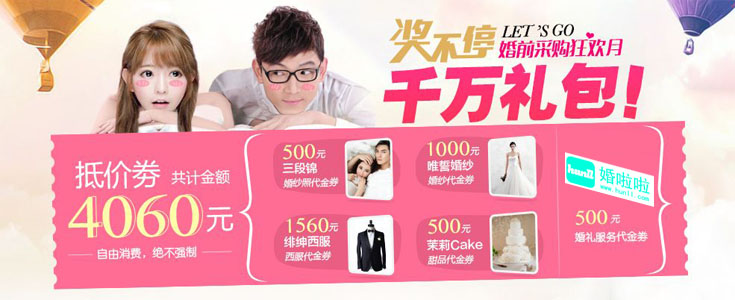 奖不停
LET'S GO
婚前采购狂欢月
千万礼包!
抵价券 共计金额
4060元
自由消费，绝不强制
500元
三段锦
婚纱照代金券
1000元
唯誓婚纱
婚纱代金券
1560元
绯绅西服
西服代金券
500元
茉莉Cake
甜品代金券
hun11
婚啦啦
www.hun11.com
500元
婚礼服务代金券